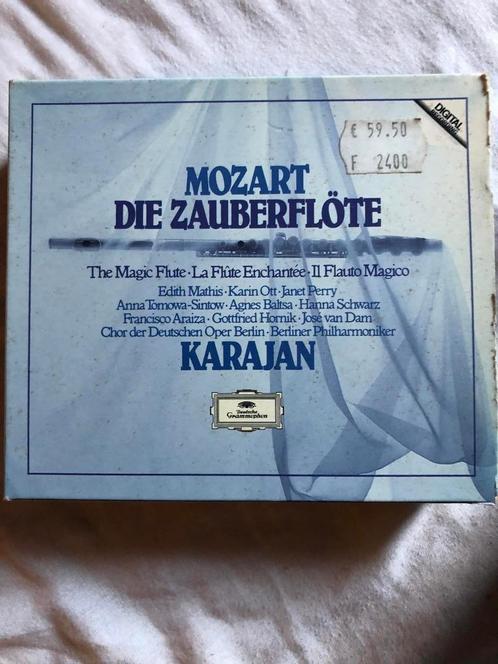 DIGITAL
RECORDING
€ 59.50
F 2400
MOZART
DIE ZAUBERFLÖTE
The Magic Flute · La Flûte Enchantée · Il Flauto Magico
Edith Mathis · Karin Ott · Janet Perry
Anna Tomowa-Sintow · Agnes Baltsa · Hanna Schwarz
Francisco Araiza · Gottfried Hornik · José van Dam
Chor der Deutschen Oper Berlin · Berliner Philharmoniker
KARAJAN
Deutsche
Grammophon